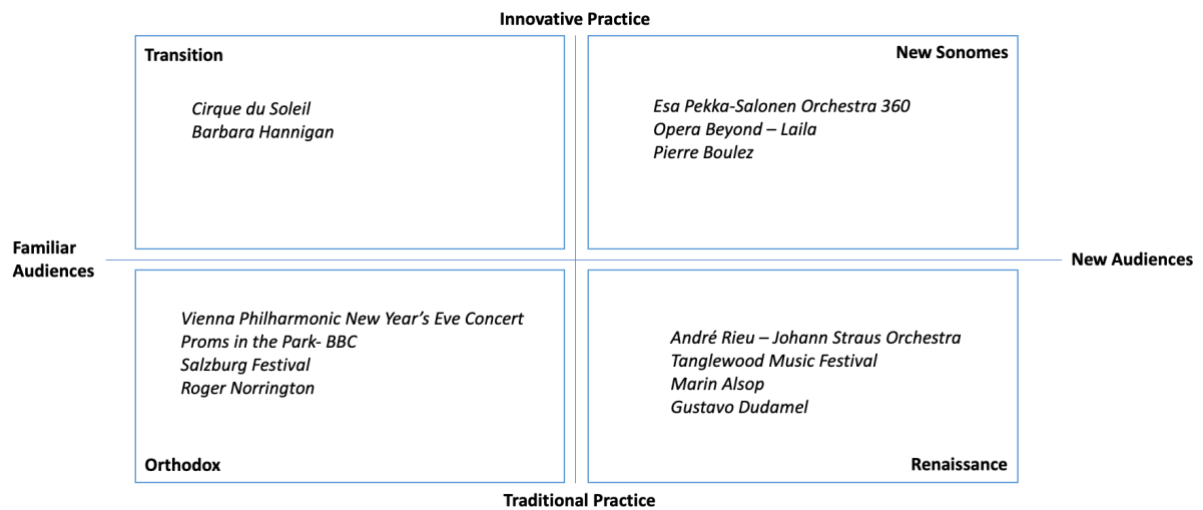 Innovative Practice
Transition
New Sonomes
Cirque du Soleil
Barbara Hannigan
Esa Pekka-Salonen Orchestra 360
Opera Beyond – Laila
Pierre Boulez
Familiar
Audiences
New Audiences
Vienna Philharmonic New Year’s Eve Concert
Proms in the Park- BBC
Salzburg Festival
Roger Norrington
André Rieu – Johann Straus Orchestra
Tanglewood Music Festival
Marin Alsop
Gustavo Dudamel
Orthodox
Renaissance
Traditional Practice